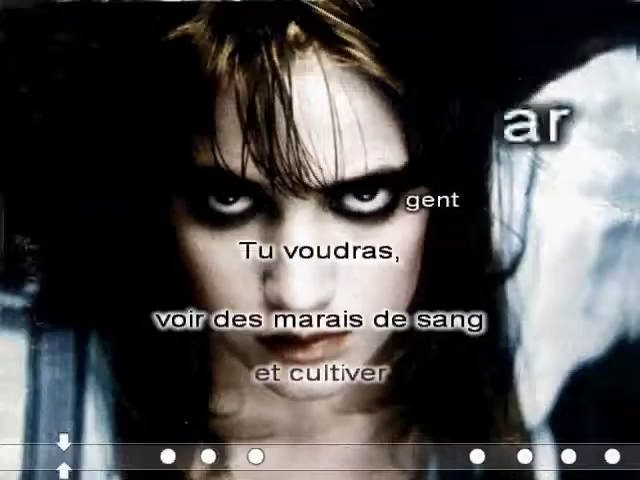 ar
gent
Tu voudras,
voir des marais de sang
et cultiver